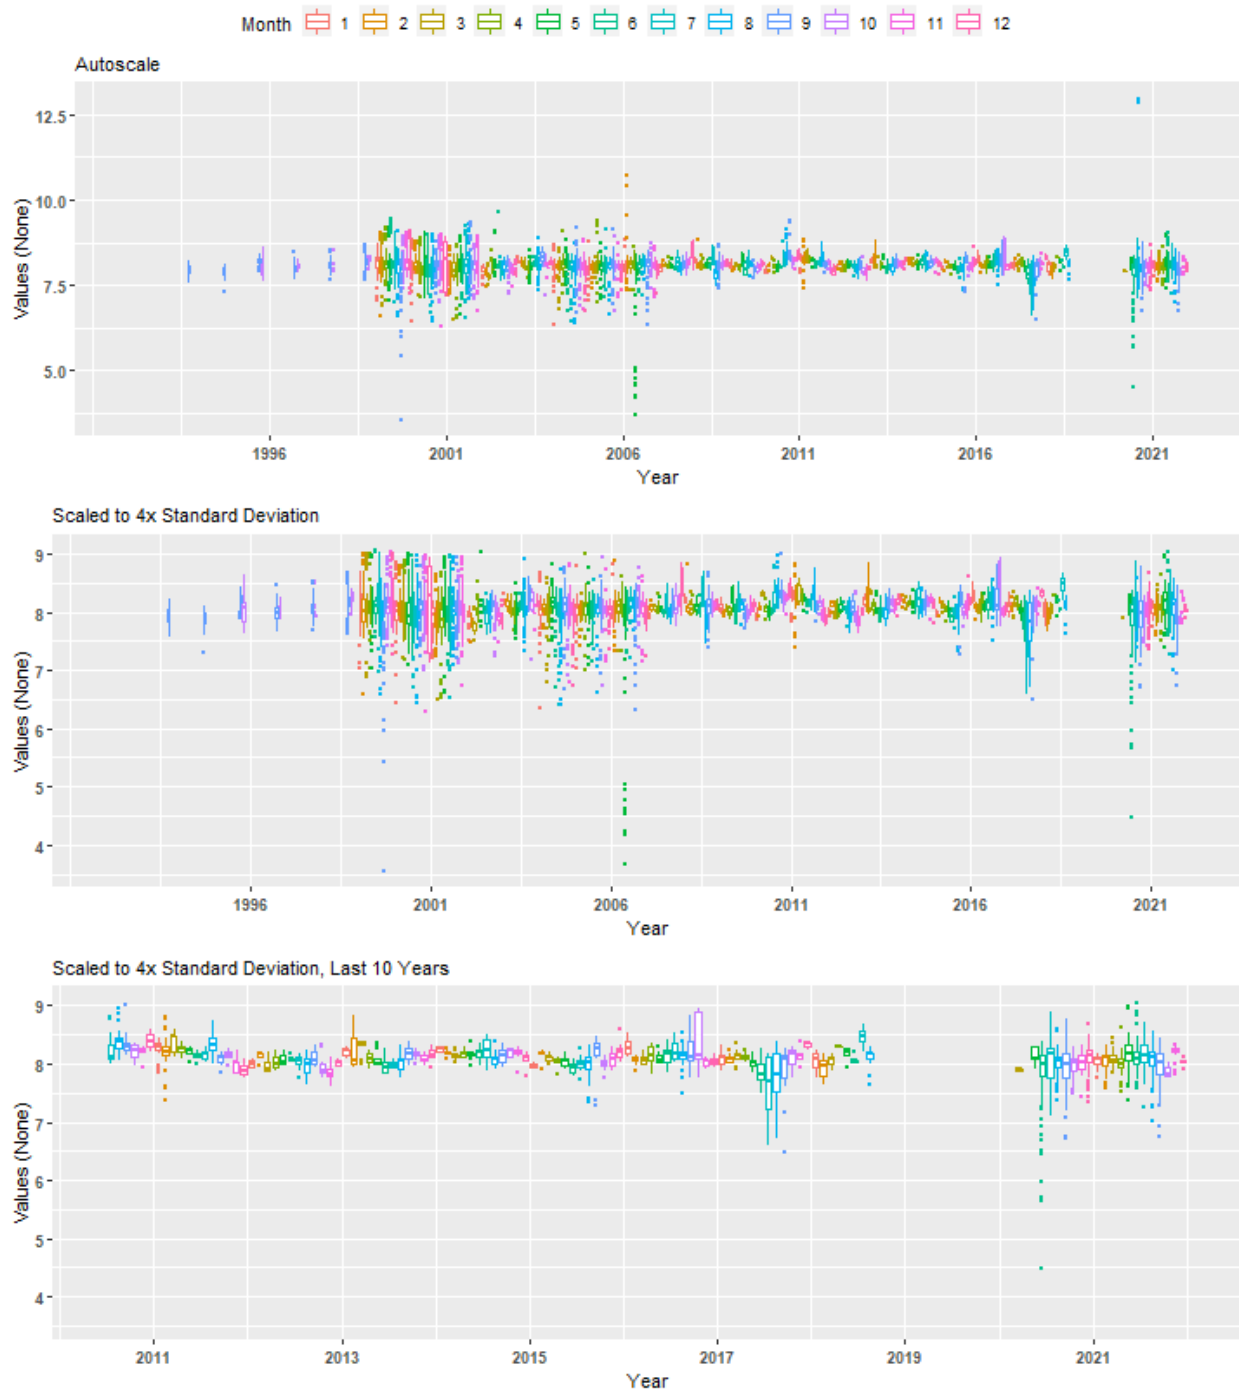 Month 1 2 3 4 5 6 7 8 9 10 11 12
Autoscale
Values (None)
12.5
10.0
7.5
5.0
1996 2001 2006 2011 2016 2021
Year
Scaled to 4x Standard Deviation
Values (None)
9
8
7
6
5
4
1996 2001 2006 2011 2016 2021
Year
Scaled to 4x Standard Deviation, Last 10 Years
Values (None)
9
8
7
6
5
4
2011 2013 2015 2017 2019 2021
Year